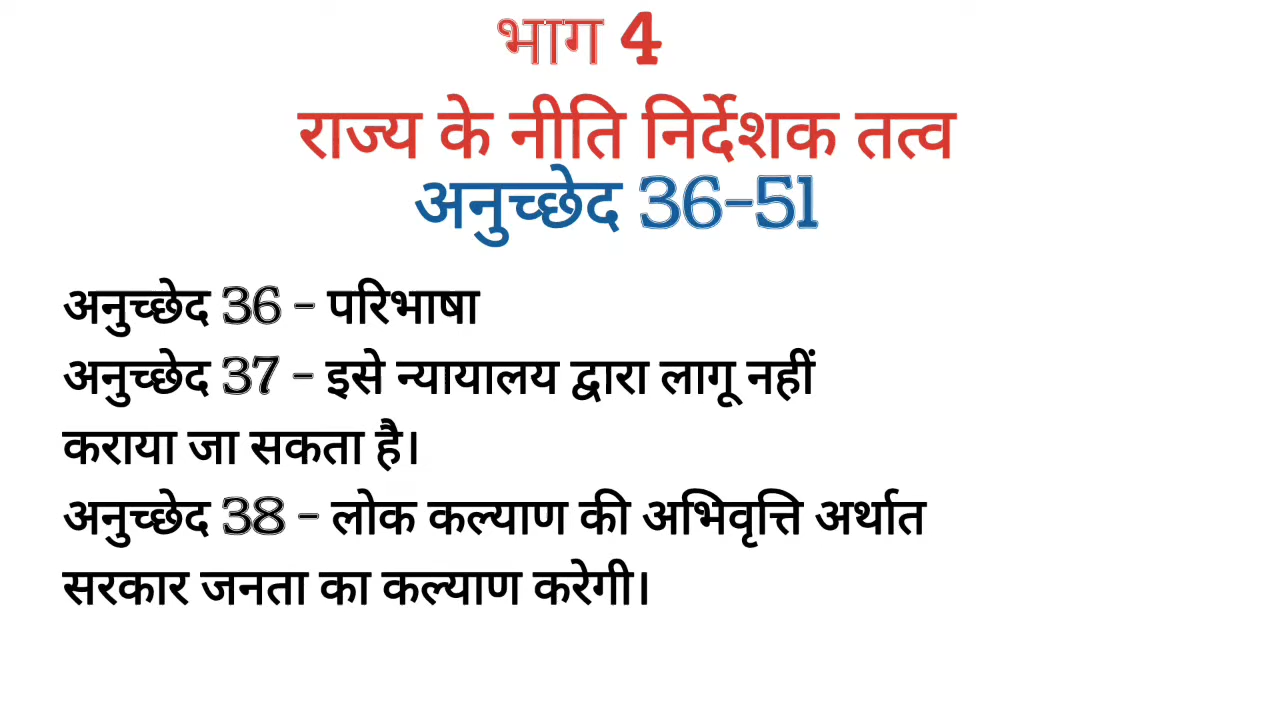 भाग 4
राज्य के नीति निर्देशक तत्व
अनुच्छेद 36-51
अनुच्छेद 36 - परिभाषा
अनुच्छेद 37 - इसे न्यायालय द्वारा लागू नहीं
कराया जा सकता है।
अनुच्छेद 38 - लोक कल्याण की अभिवृत्ति अर्थात
सरकार जनता का कल्याण करेगी।